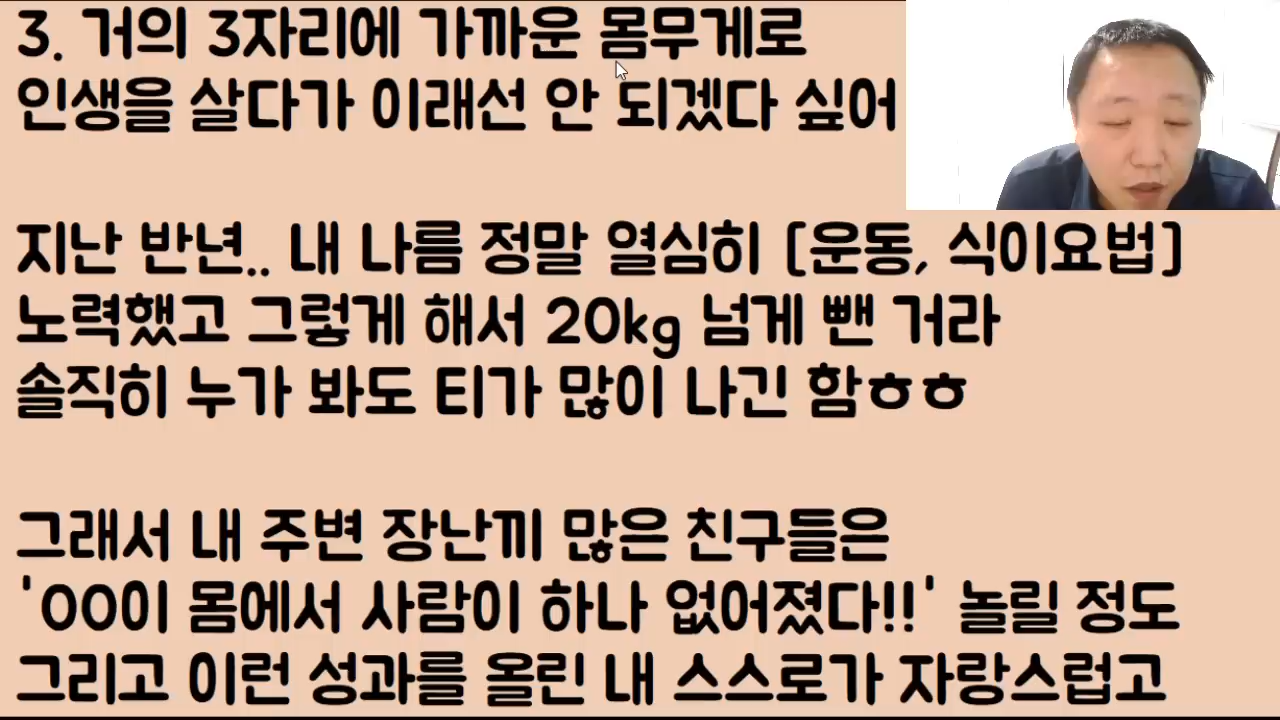 3. 거의 3자리에 가까운 몸무게로
인생을 살다가 이래선 안 되겠다 싶어
지난 반년.. 내 나름 정말 열심히 [운동, 식이요법]
노력했고 그렇게 해서 20kg 넘게 뺀 거라
솔직히 누가 봐도 티가 많이 나긴 함ㅎㅎ
그래서 내 주변 장난끼 많은 친구들은
'OO이 몸에서 사람이 하나 없어졌다!!' 놀릴 정도
그리고 이런 성과를 올린 내 스스로가 자랑스럽고